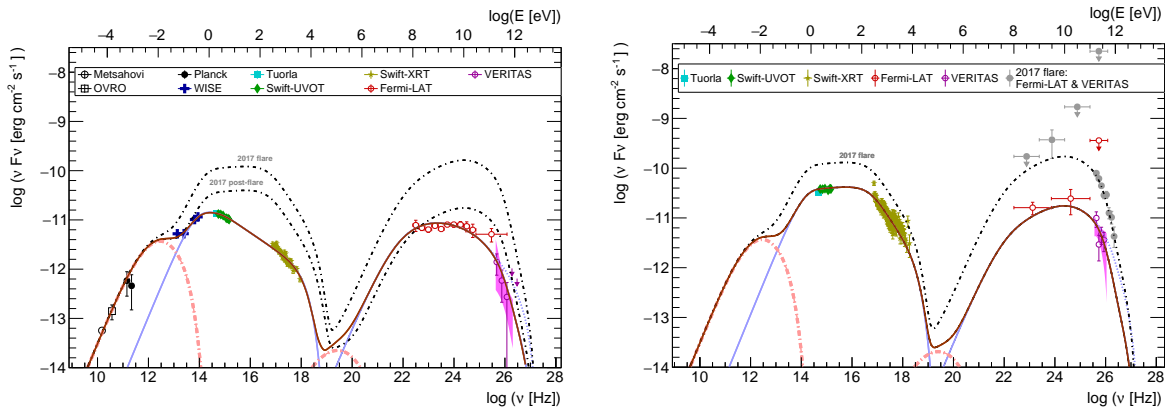 log(E [eV])
−4 −2 0 2 4 6 8 10 12
Metsahovi Planck Tuorla Swift-XRT VERITAS
OVRO WISE Swift-UVOT Fermi-LAT
2017 flare
2017 post-flare
log(ν Fν [erg cm-2 s-1])
−8
−9
−10
−11
−12
−13
−14
10 12 14 16 18 20 22 24 26 28
log (ν [Hz])
log(E [eV])
−4 −2 0 2 4 6 8 10 12
Tuorla Swift-UVOT Swift-XRT Fermi-LAT VERITAS 2017 flare:
Fermi-LAT & VERITAS
2017 flare
log(ν Fν [erg cm-2 s-1])
−8
−9
−10
−11
−12
−13
−14
10 12 14 16 18 20 22 24 26 28
log (ν [Hz])